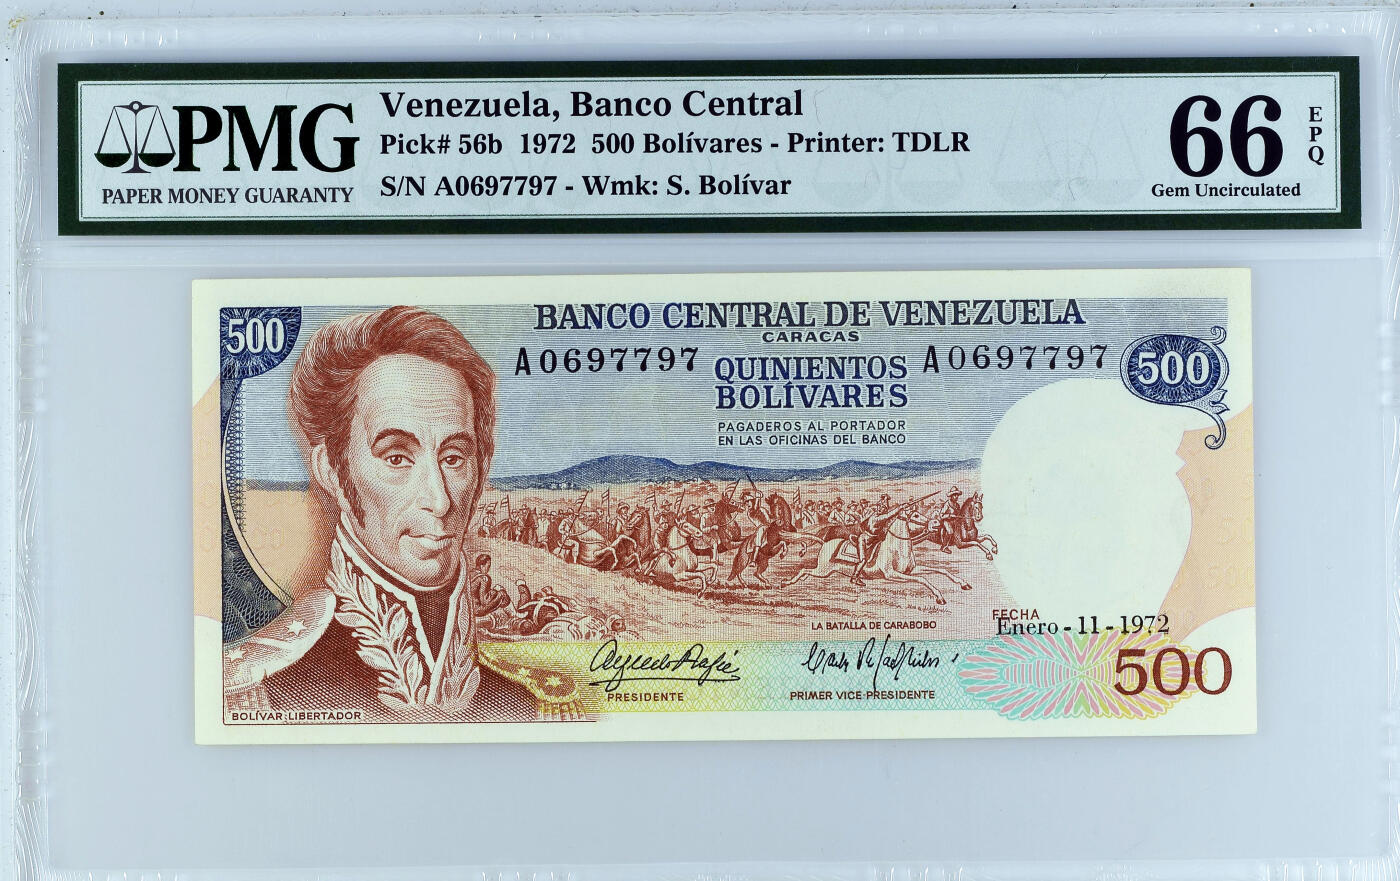 PMG
PAPER MONEY GUARANTY
Venezuela, Banco Central
Pick# 56b 1972 500 Bolívares - Printer: TDLR
S/N A0697797 - Wmk: S. Bolívar
66
EPQ
Gem Uncirculated
500
BANCO CENTRAL DE VENEZUELA
CARACAS
A0697797
QUINIENTOS
BOLÍVARES
A0697797
500
PAGADEROS AL PORTADOR
EN LAS OFICINAS DEL BANCO
LA BATALLA DE CARABOBO
FECHA
Enero-11-1972
500
PRESIDENTE
PRIMER VICE-PRESIDENTE
BOLÍVAR:LIBERTADOR